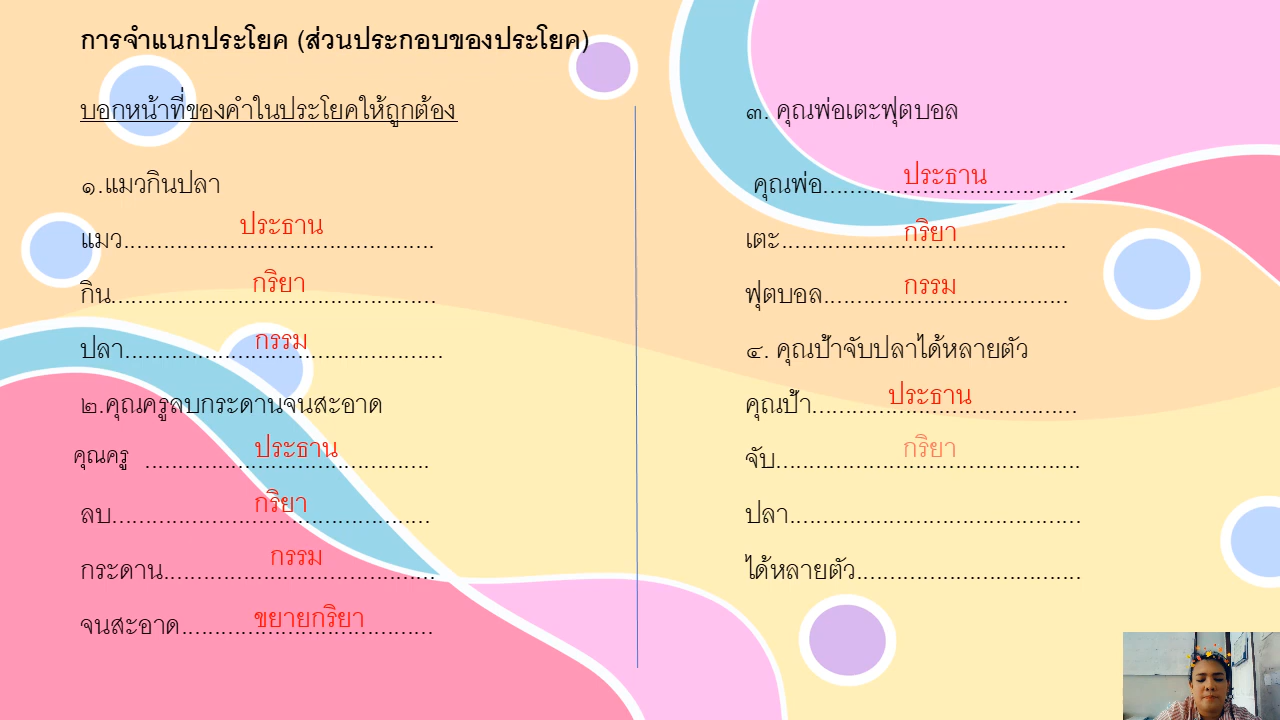 การจำแนกประโยค (ส่วนประกอบของประโยค)
บอกหน้าที่ของคำในประโยคให้ถูกต้อง
๑.แมวกินปลา
แมว...............................................ประธาน
กิน.................................................กริยา
ปลา................................................กรรม
๒.คุณครูลบกระดานจนสะอาด
คุณครู ...........................................ประธาน
ลบ................................................กริยา
กระดาน.........................................กรรม
จนสะอาด......................................ขยายกริยา
๓. คุณพ่อเตะฟุตบอล
คุณพ่อ......................................ประธาน
เตะ...........................................กริยา
ฟุตบอล.....................................กรรม
๔. คุณป้าจับปลาได้หลายตัว
คุณป้า........................................ประธาน
จับ..............................................กริยา
ปลา............................................
ได้หลายตัว..................................